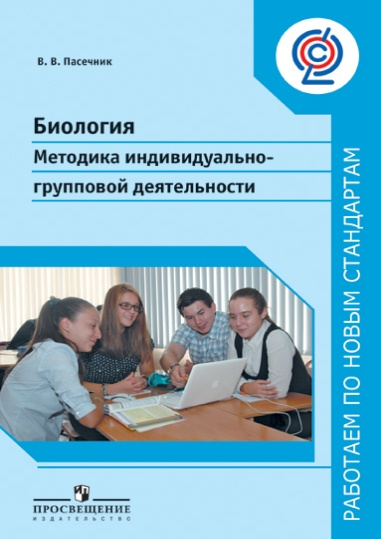 В. В. Пасечник
Биология
Методика индивидуально-
групповой деятельности
РАБОТАЕМ ПО НОВЫМ СТАНДАРТАМ
ПРОСВЕЩЕНИЕ
ИЗДАТЕЛЬСТВО